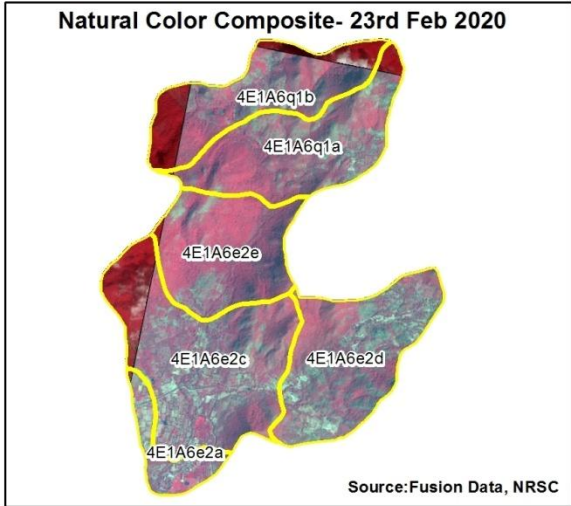 Natural Color Composite- 23rd Feb 2020
4E1A6q1b
4E1A6q1a
4E1A6e2e
4E1A6e2c
4E1A6e2d
4E1A6e2a
Source:Fusion Data, NRSC